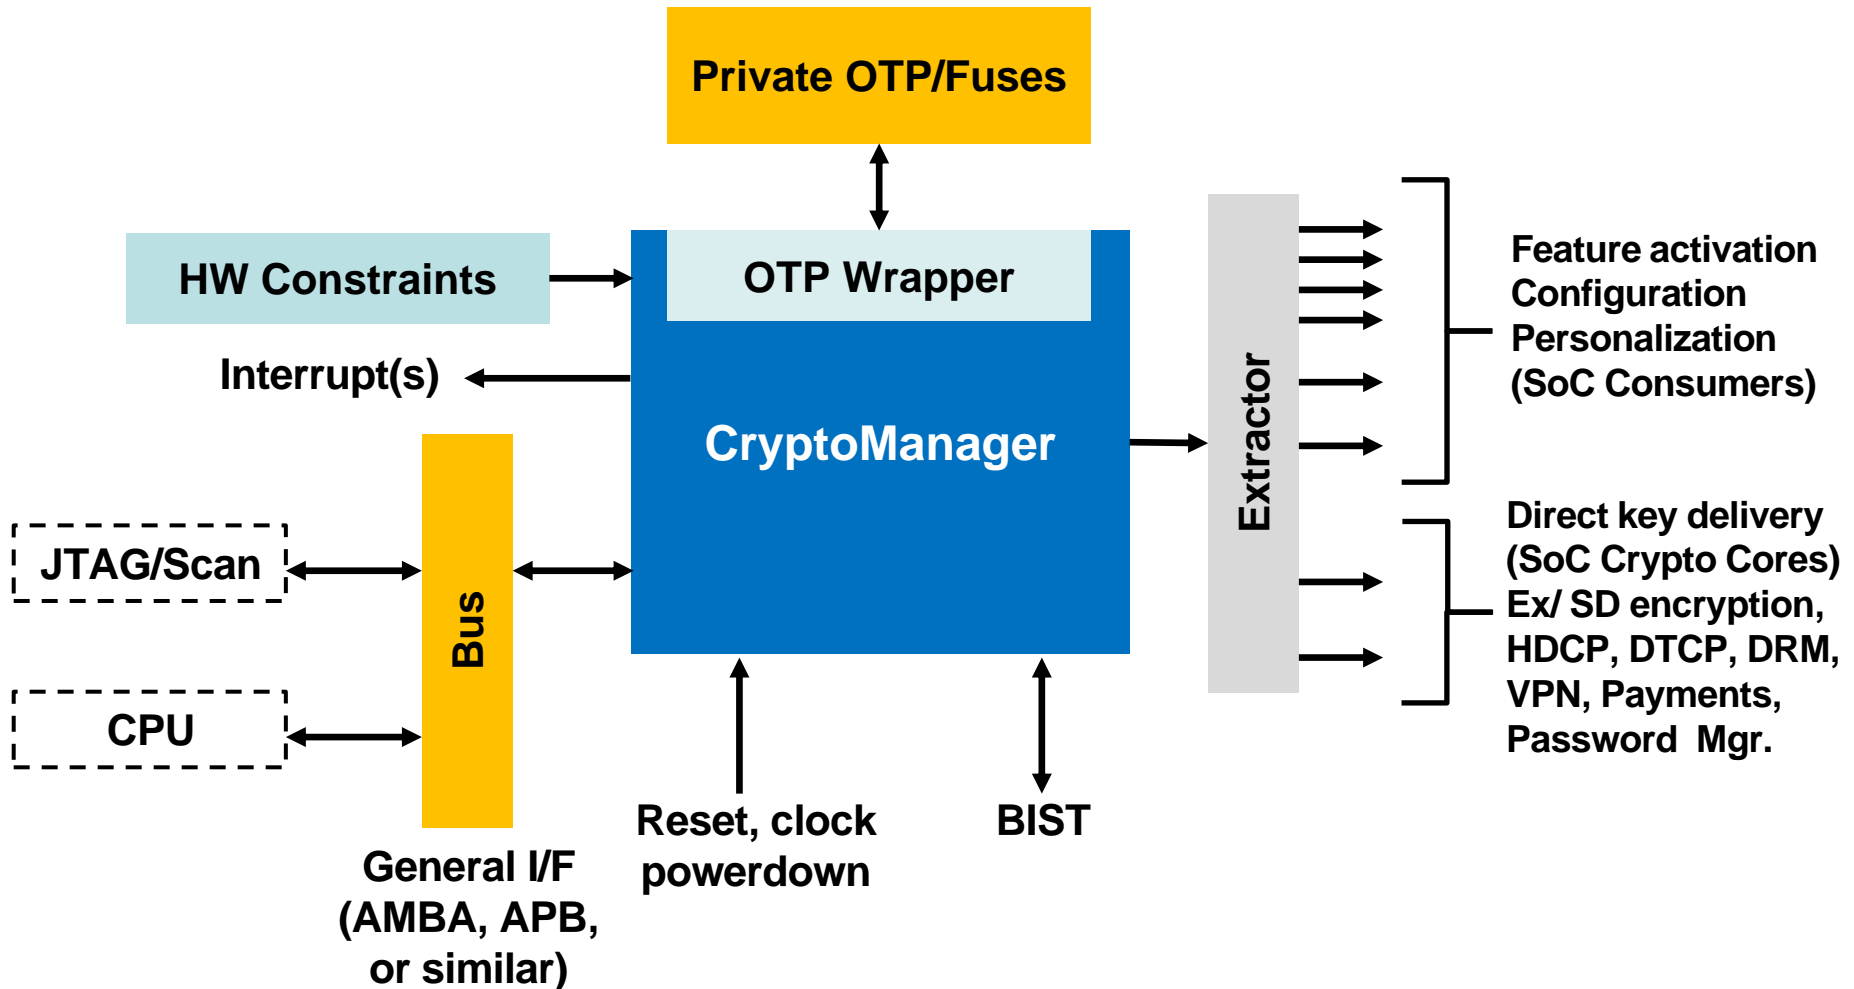 Private OTP/Fuses
HW Constraints
OTP Wrapper
Interrupt(s)
CryptoManager
Extractor
Feature activation
Configuration
Personalization
(SoC Consumers)
JTAG/Scan
CPU
Bus
Direct key delivery
(SoC Crypto Cores)
Ex/ SD encryption,
HDCP, DTCP, DRM,
VPN, Payments,
Password Mgr.
General I/F
(AMBA, APB,
or similar)
Reset, clock
powerdown
BIST